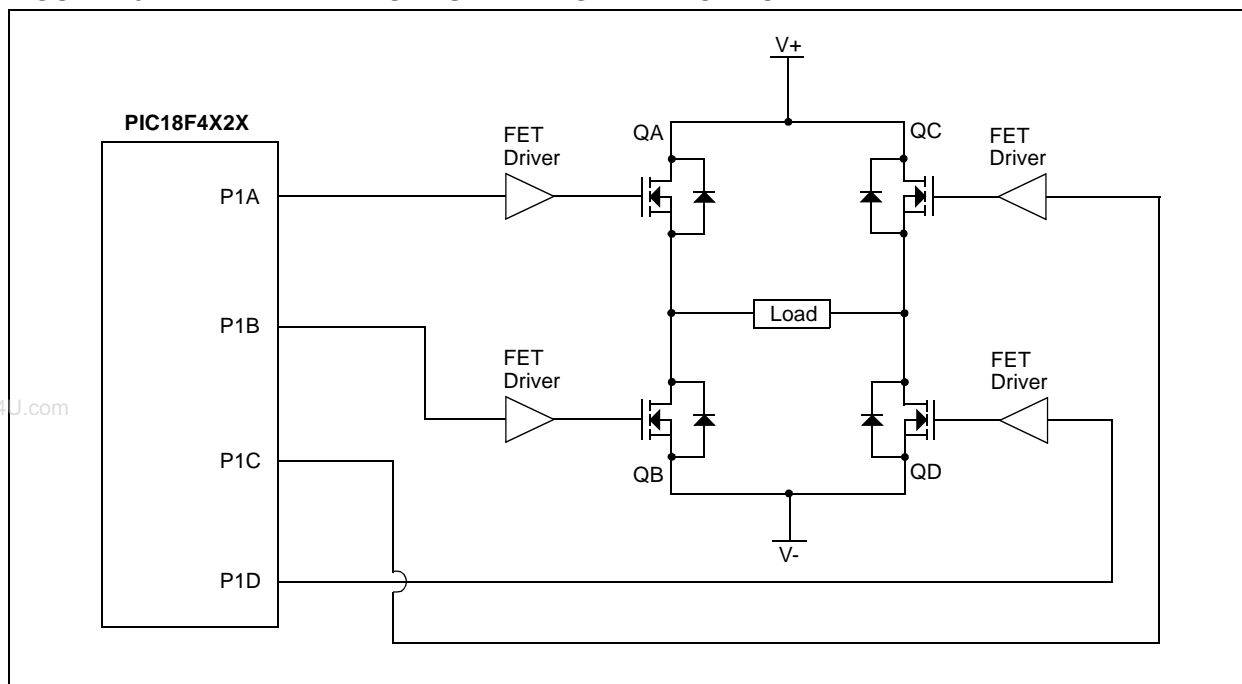 V+
PIC18F4X2X
FET
Driver
QA
QC
FET
Driver
P1A
Load
P1B
FET
Driver
FET
Driver
4U.com
P1C
QB
QD
V-
P1D